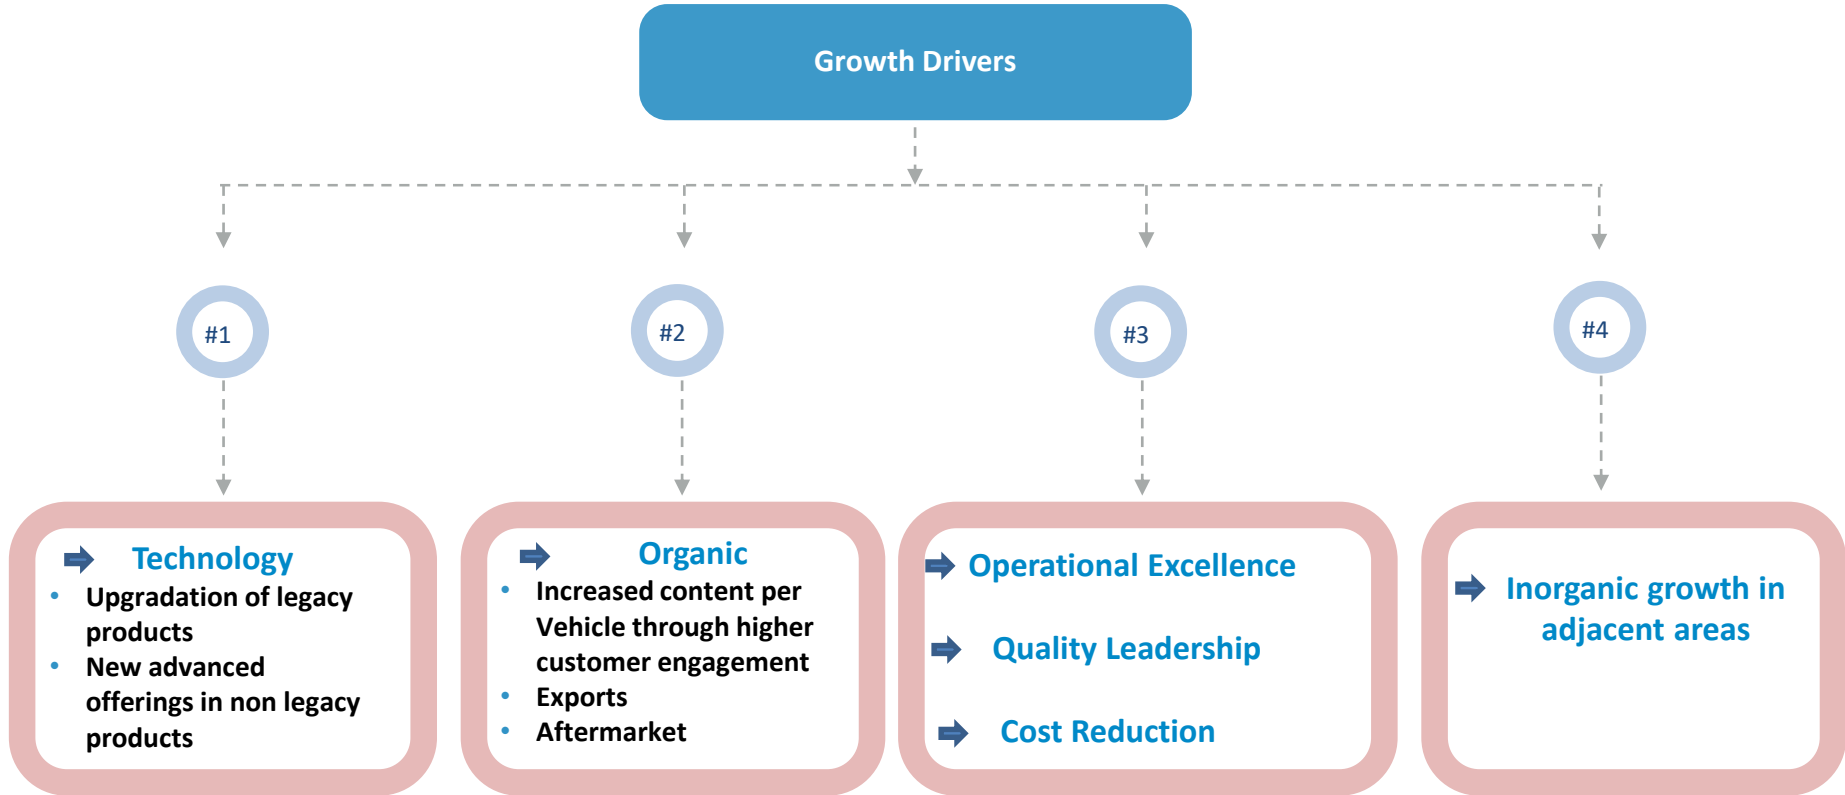 Growth Drivers
#1
#2
#3
#4
Technology
• Upgradation of legacy
products
• New advanced
offerings in non legacy
products
Organic
• Increased content per
Vehicle through higher
customer engagement
• Exports
• Aftermarket
Operational Excellence
Quality Leadership
Cost Reduction
Inorganic growth in
adjacent areas